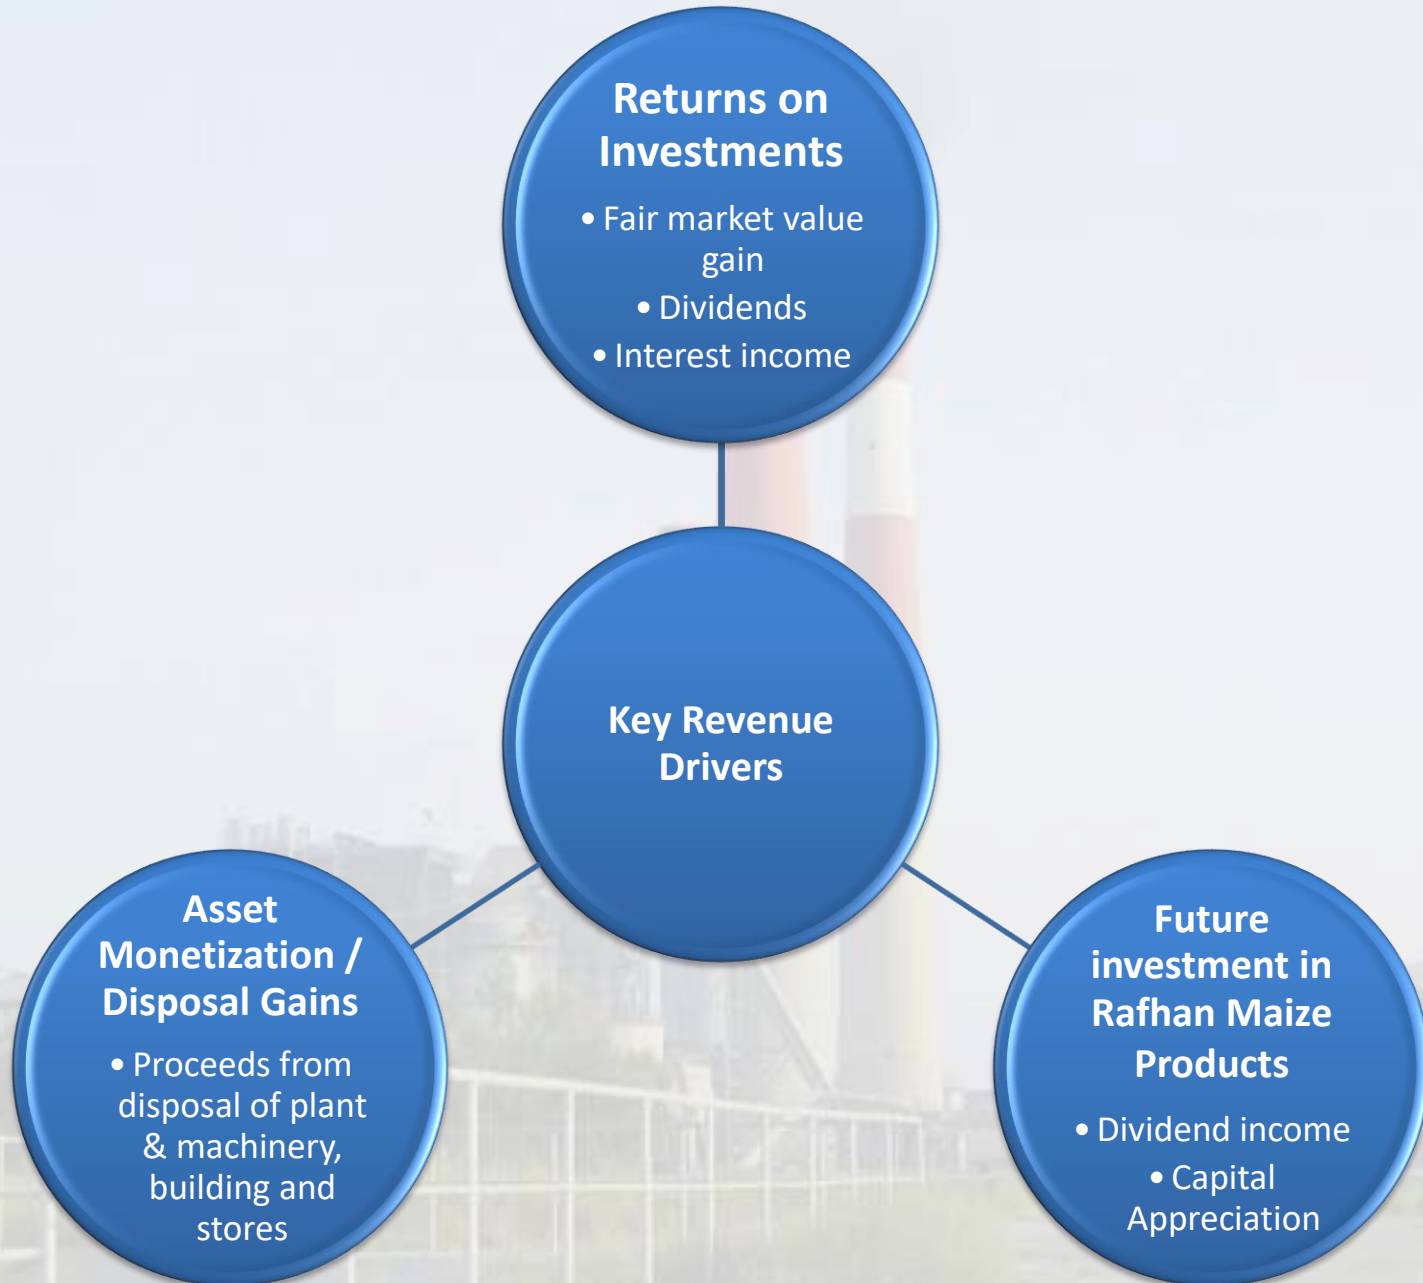 Returns on
Investments
• Fair market value
gain
• Dividends
• Interest income
Key Revenue
Drivers
Asset
Monetization /
Disposal Gains
• Proceeds from
disposal of plant
& machinery,
building and
stores
Future
investment in
Rafhan Maize
Products
• Dividend income
• Capital
Appreciation